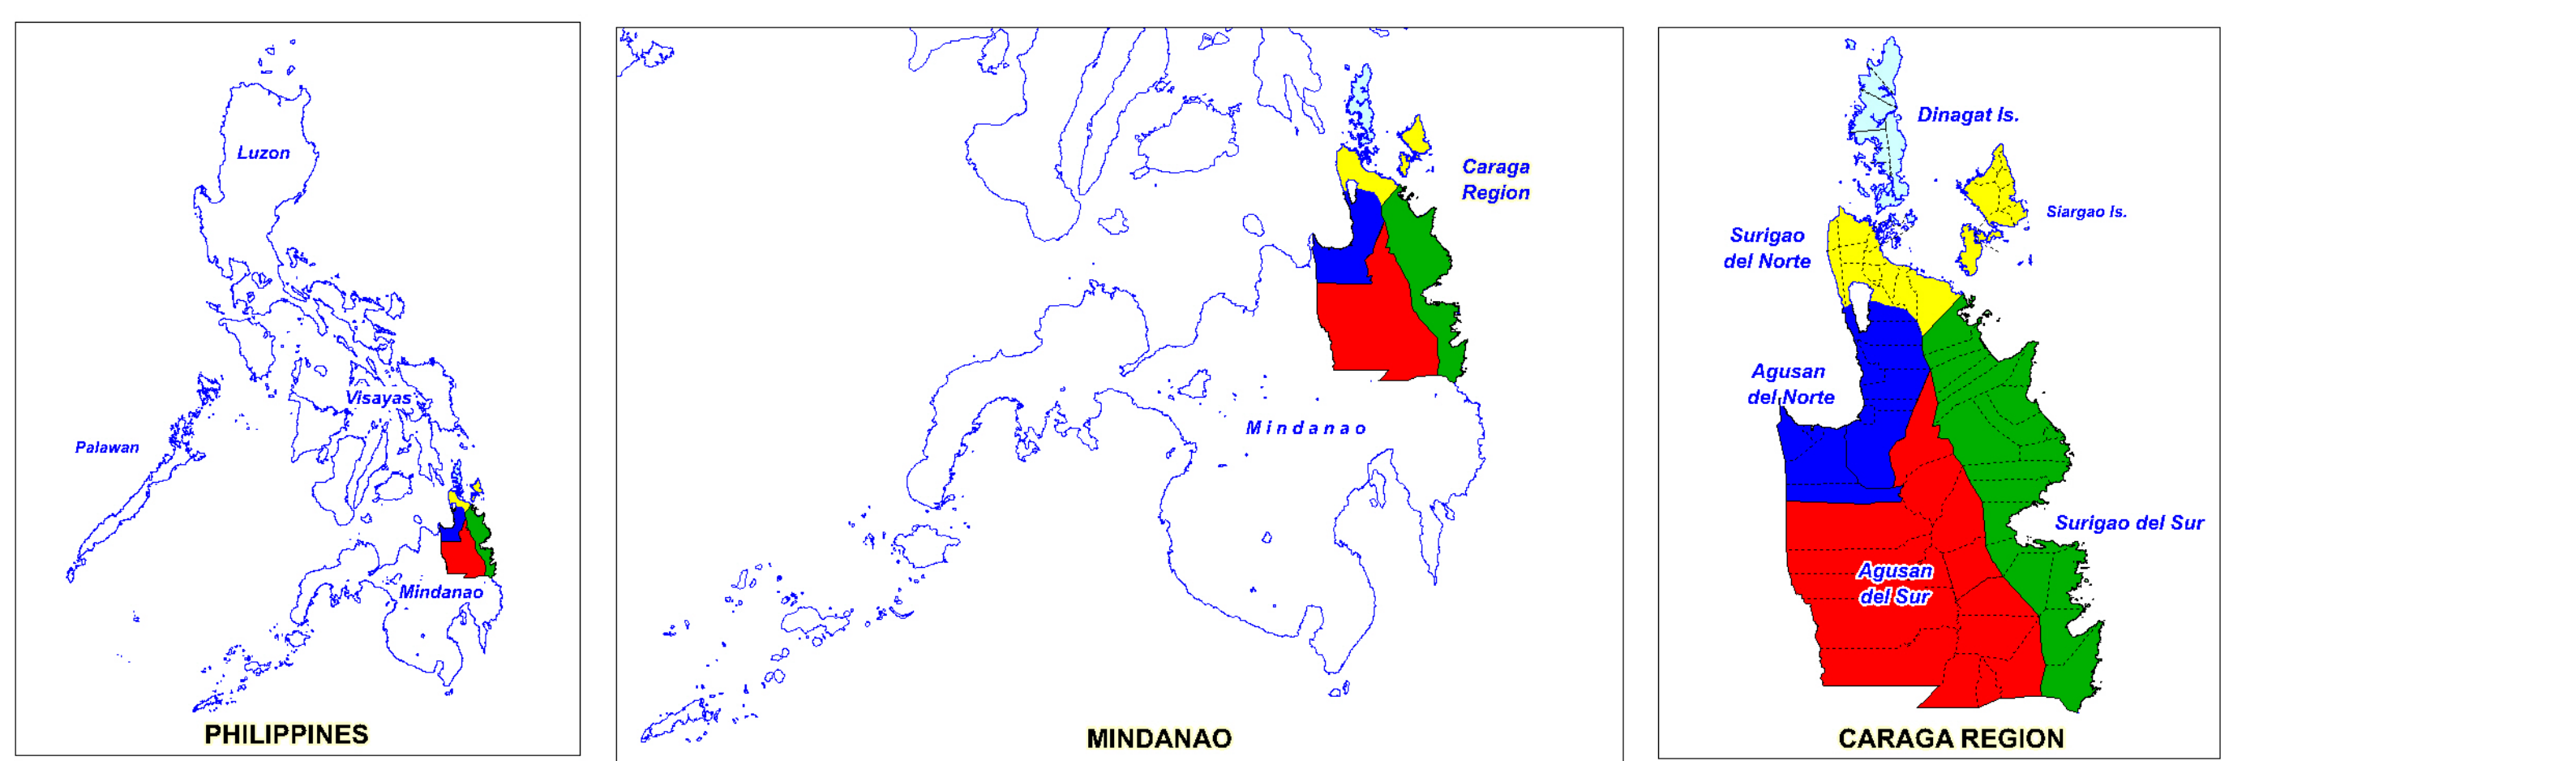 Luzon
Visayas
Palawan
Mindanao
PHILIPPINES
Caraga
Region
Mindanao
MINDANAO
Dinagat Is.
Siargao Is.
Surigao
del Norte
Agusan
del Norte
Surigao del Sur
Agusan
del Sur
CARAGA REGION